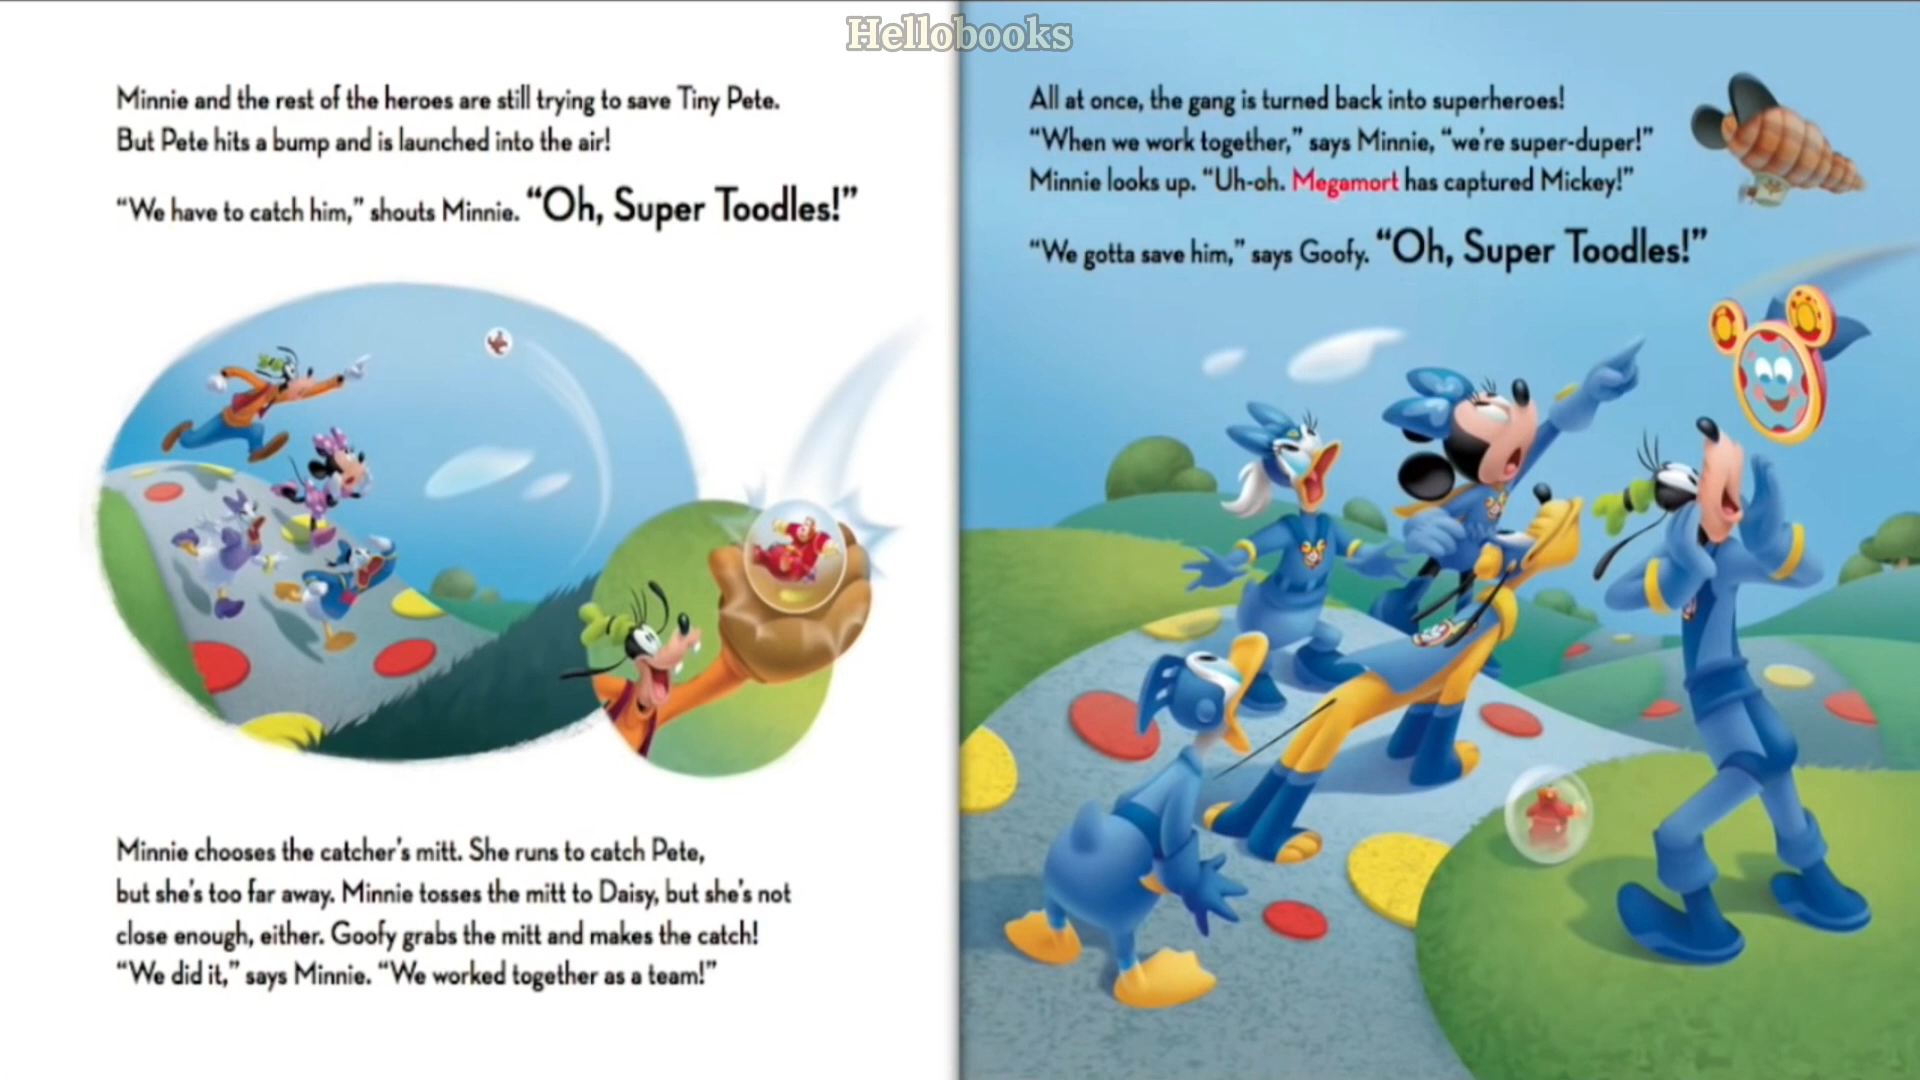 Hellobooks
Minnie and the rest of the heroes are still trying to save Tiny Pete.
But Pete hits a bump and is launched into the air!
“We have to catch him,” shouts Minnie. “Oh, Super Toodles!”
Minnie chooses the catcher’s mitt. She runs to catch Pete,
but she’s too far away. Minnie tosses the mitt to Daisy, but she’s not
close enough, either. Goofy grabs the mitt and makes the catch!
“We did it,” says Minnie. “We worked together as a team!”
All at once, the gang is turned back into superheroes!
“When we work together,” says Minnie, “we’re super-duper!”
Minnie looks up. “Uh-oh. Megamort has captured Mickey!”
“We gotta save him,” says Goofy. “Oh, Super Toodles!”